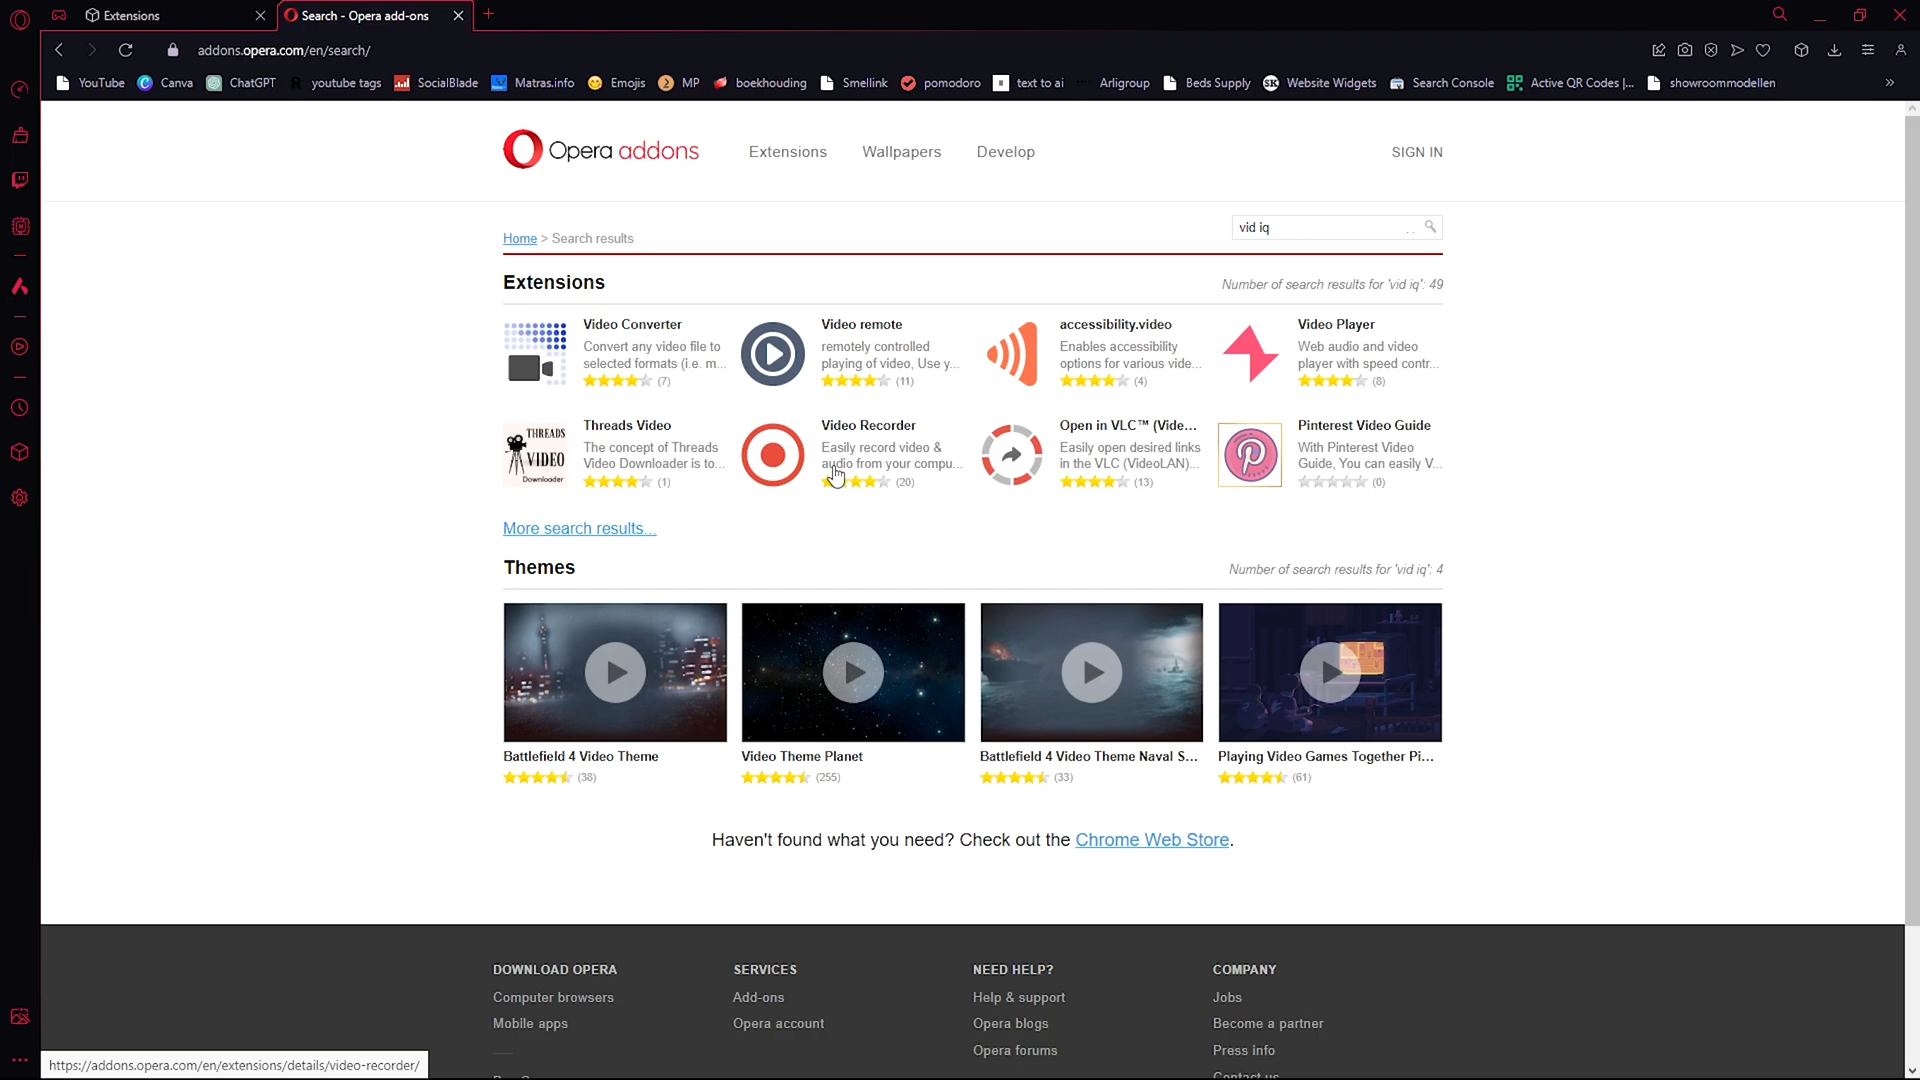 Extensions
Search - Opera add-ons
addons.opera.com/en/search/
YouTube
Canva
ChatGPT
youtube tags
SocialBlade
Matras.info
Emojis
MP
boekhouding
Smellink
pomodoro
text to ai
Arligroup
Beds Supply
Website Widgets
Search Console
Active QR Codes |...
showroommodellen
»
Opera addons
Extensions
Wallpapers
Develop
SIGN IN
Home > Search results
vid iq
Extensions
Number of search results for 'vid iq': 49
Video Converter
Convert any video file to
selected formats (i.e. m...
(7)
Video remote
remotely controlled
playing of video, Use y...
(11)
accessibility.video
Enables accessibility
options for various vide...
(4)
Video Player
Web audio and video
player with speed contr...
(8)
THREADS
VIDEO
Downloader
Threads Video
The concept of Threads
Video Downloader is to...
(1)
Video Recorder
Easily record video &
audio from your compu...
(20)
Open in VLC™ (Vide...
Easily open desired links
in the VLC (VideoLAN)...
(13)
Pinterest Video Guide
With Pinterest Video
Guide, You can easily V...
(0)
More search results...
Themes
Number of search results for 'vid iq': 4
Battlefield 4 Video Theme
(38)
Video Theme Planet
(255)
Battlefield 4 Video Theme Naval S...
(33)
Playing Video Games Together Pi...
(61)
Haven't found what you need? Check out the Chrome Web Store.
DOWNLOAD OPERA
Computer browsers
Mobile apps
SERVICES
Add-ons
Opera account
NEED HELP?
Help & support
Opera blogs
Opera forums
COMPANY
Jobs
Become a partner
Press info
Contact us
https://addons.opera.com/en/extensions/details/video-recorder/